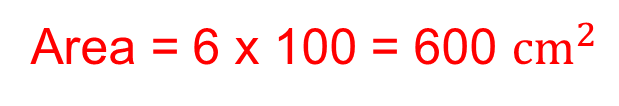 Area = 6 x 100 = 600 cm²